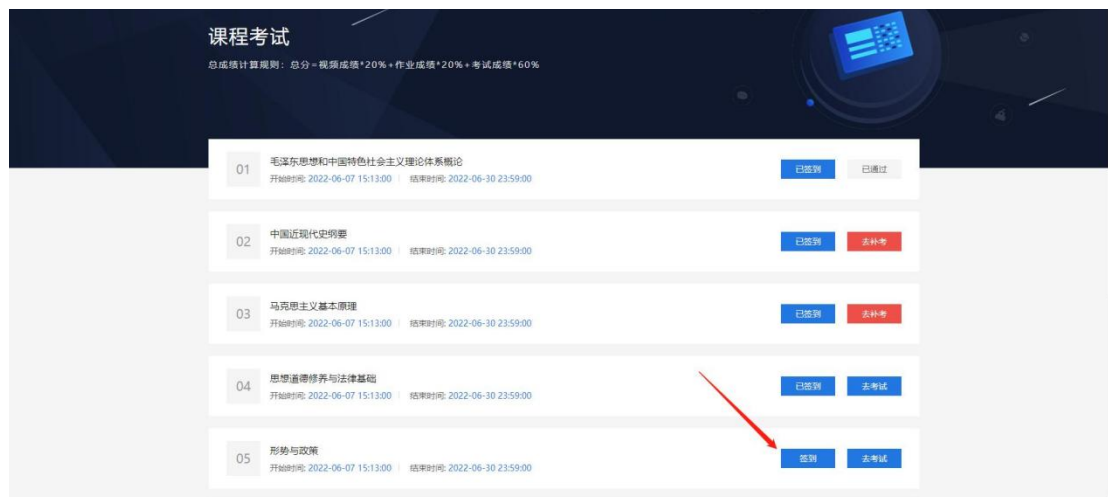 课程考试
总成绩计算规则：总分=视频成绩*20%+作业成绩*20%+考试成绩*60%
01
毛泽东思想和中国特色社会主义理论体系概论
开始时间: 2022-06-07 15:13:00 结束时间: 2022-06-30 23:59:00
已签到 已通过
02
中国近现代史纲要
开始时间: 2022-06-07 15:13:00 结束时间: 2022-06-30 23:59:00
已签到 去补考
03
马克思主义基本原理
开始时间: 2022-06-07 15:13:00 结束时间: 2022-06-30 23:59:00
已签到 去补考
04
思想道德修养与法律基础
开始时间: 2022-06-07 15:13:00 结束时间: 2022-06-30 23:59:00
已签到 去考试
05
形势与政策
开始时间: 2022-06-07 15:13:00 结束时间: 2022-06-30 23:59:00
签到 去考试